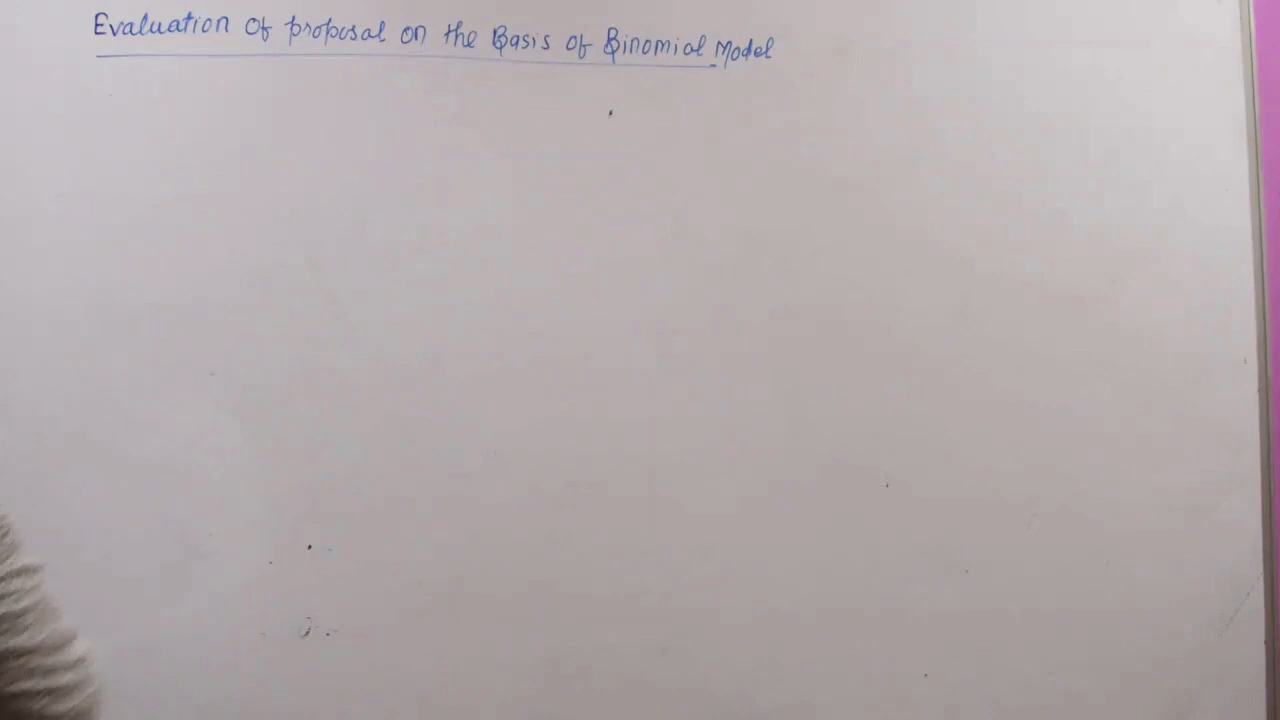 Evaluation Of proposal on the Basis of Binomial Model